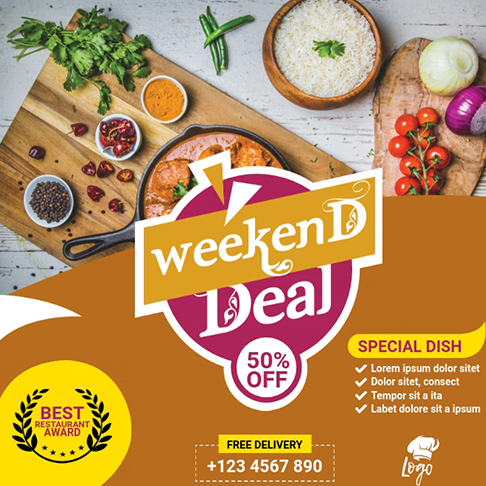 weekenD
Deal
50%
OFF
SPECIAL DISH
Lorem ipsum dolor sitet
Dolor sitet, consect
Tempor sit a ita
Labet dolore sit a ipsum
BEST
RESTAURANT
AWARD
FREE DELIVERY
+123 4567 890
Logo